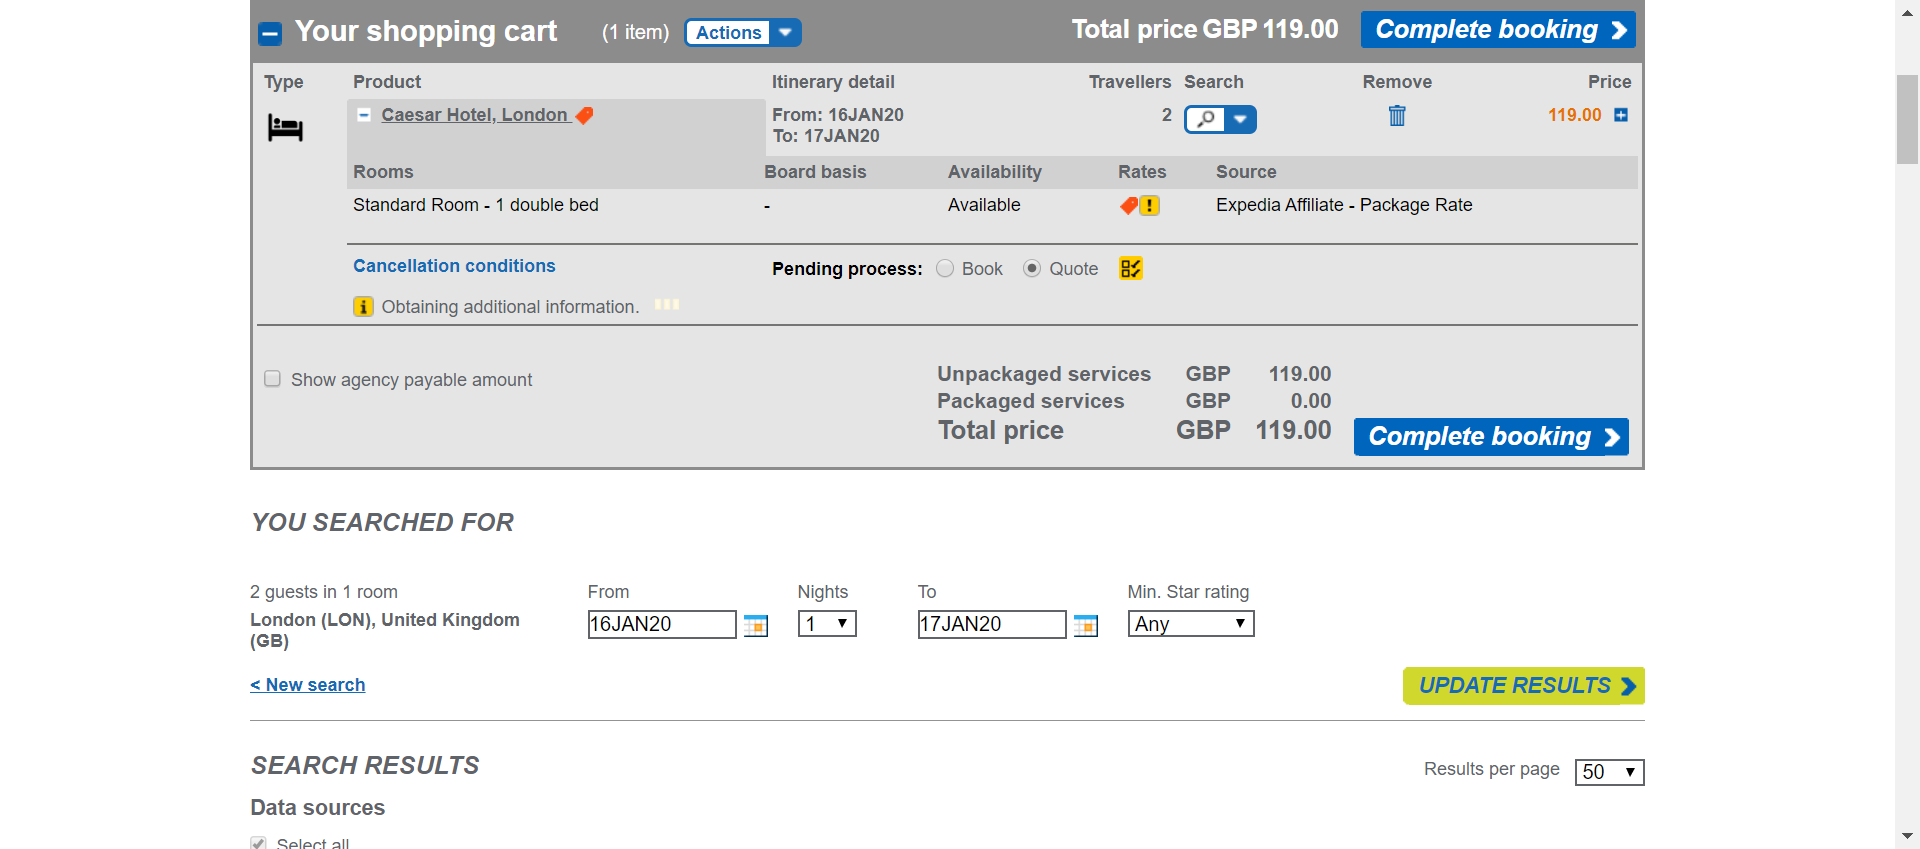 Your shopping cart (1 item) Actions Total price GBP 119.00 Complete booking
Type Product Itinerary detail Travellers Search Remove Price
Caesar Hotel, London From: 16JAN20 2 119.00
To: 17JAN20
Rooms Board basis Availability Rates Source
Standard Room - 1 double bed - Available Expedia Affiliate - Package Rate
Cancellation conditions Pending process: Book Quote
Obtaining additional information.
Show agency payable amount
Unpackaged services GBP 119.00
Packaged services GBP 0.00
Total price GBP 119.00 Complete booking
YOU SEARCHED FOR
2 guests in 1 room From Nights To Min. Star rating
London (LON), United Kingdom 16JAN20 1 17JAN20 Any
(GB)
< New search UPDATE RESULTS
SEARCH RESULTS Results per page 50
Data sources
Select all